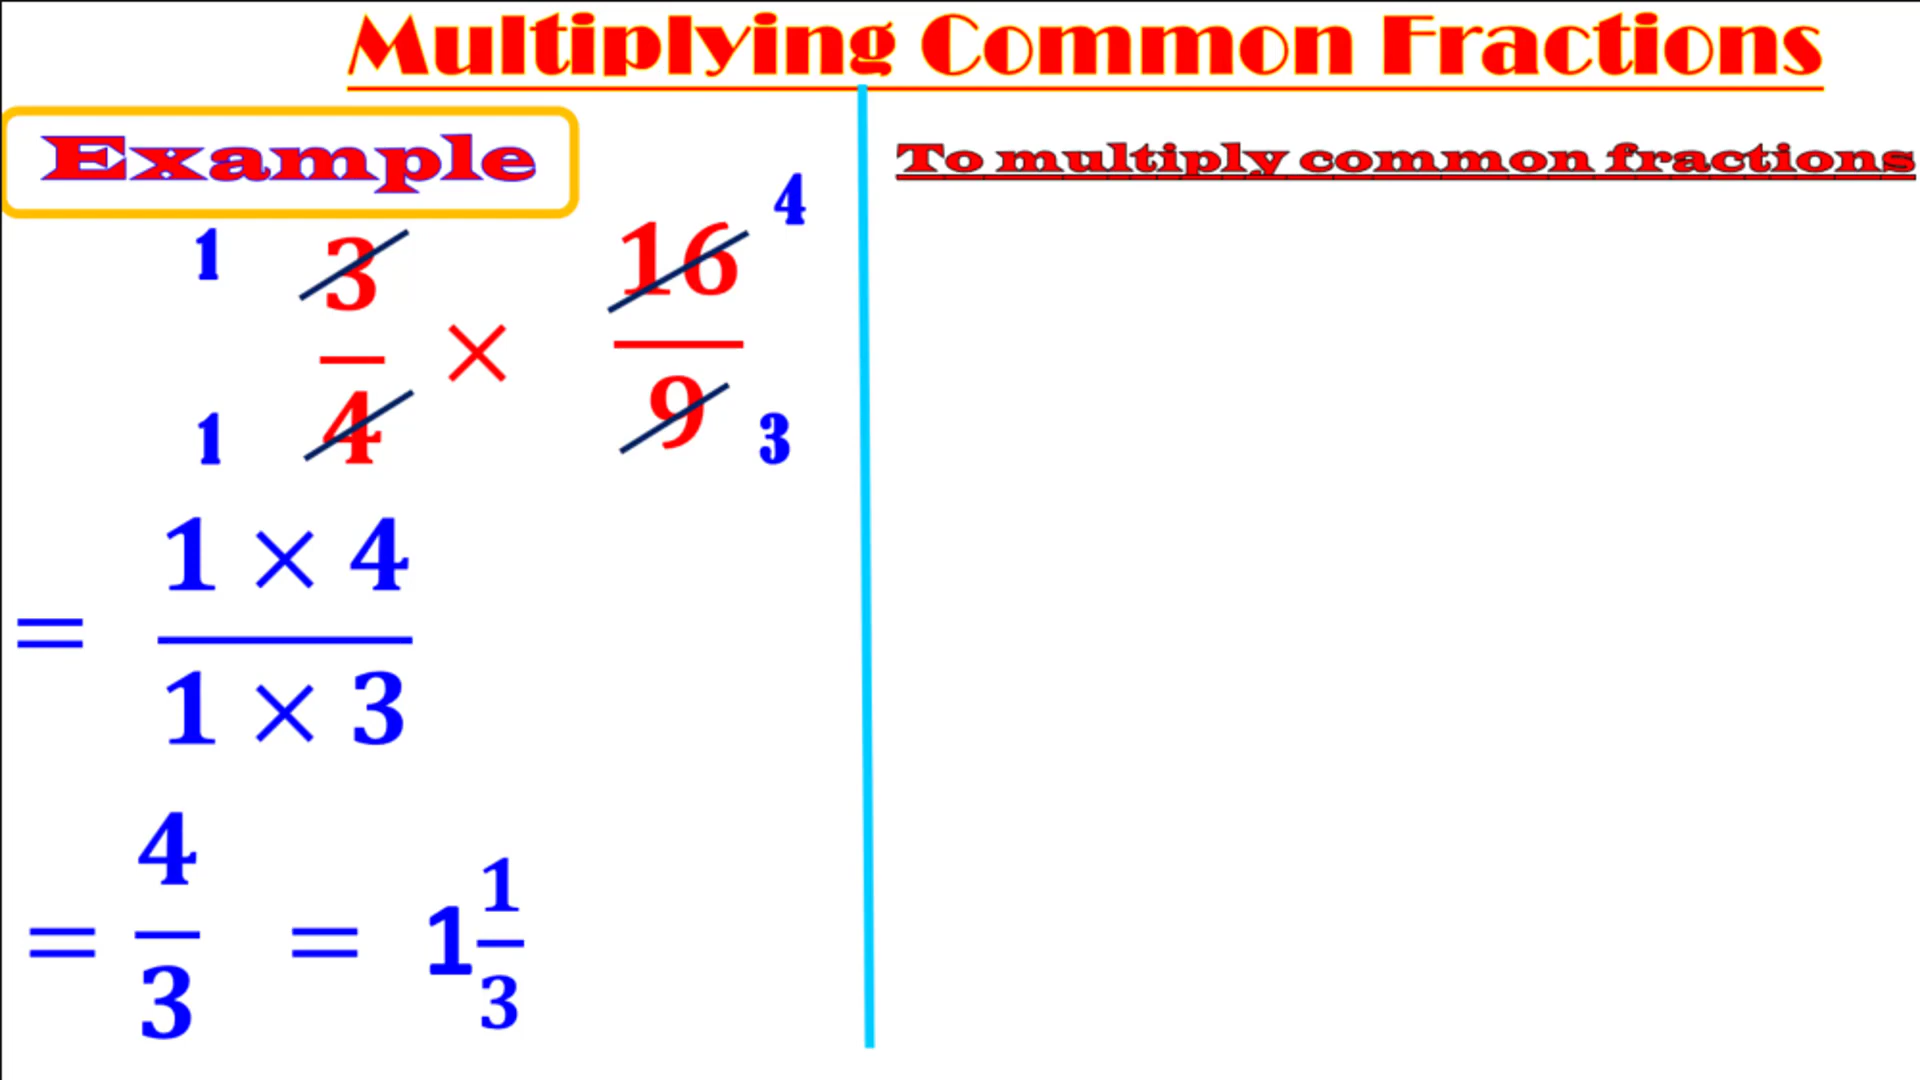 Multiplying Common Fractions
Example
To multiply common fractions
1 3 16 4
×
1 4 9 3
1 × 4
=
1 × 3
4 1
= = 1
3 3